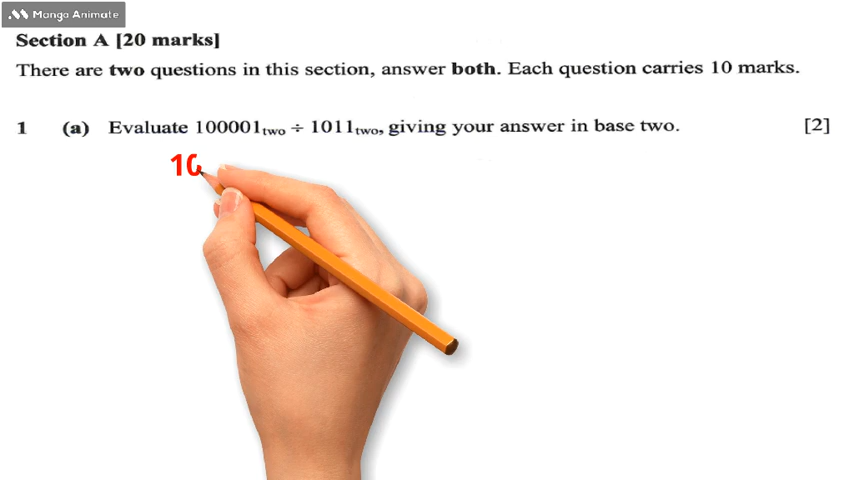 Manga Animate
Section A [20 marks]
There are two questions in this section, answer both. Each question carries 10 marks.
1 (a) Evaluate 100001two ÷ 1011two, giving your answer in base two. [2]
10